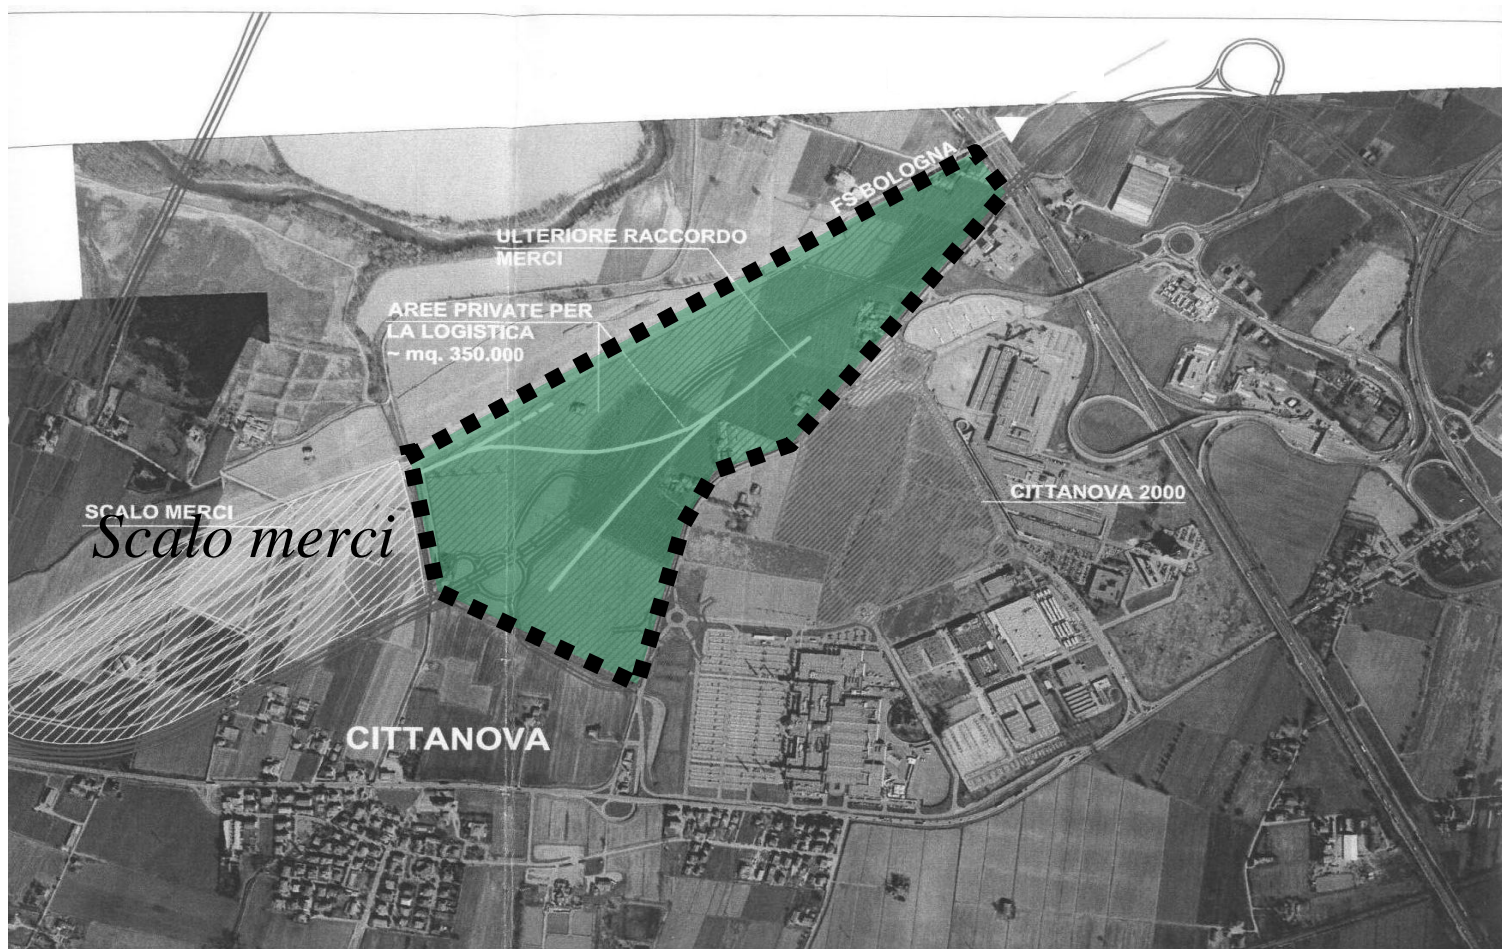 FS BOLOGNA
ULTERIORE RACCORDO
MERCI
AREE PRIVATE PER
LA LOGISTICA
~ mq. 350.000
SCALO MERCI
Scalo merci
CITTANOVA 2000
CITTANOVA